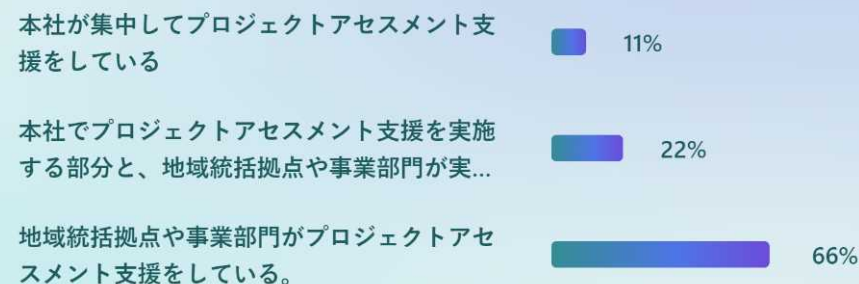 本社が集中してプロジェクトアセスメント支
援をしている
11%
本社でプロジェクトアセスメント支援を実施
する部分と、地域統括拠点や事業部門が実...
22%
地域統括拠点や事業部門がプロジェクトアセ
スメント支援をしている。
66%